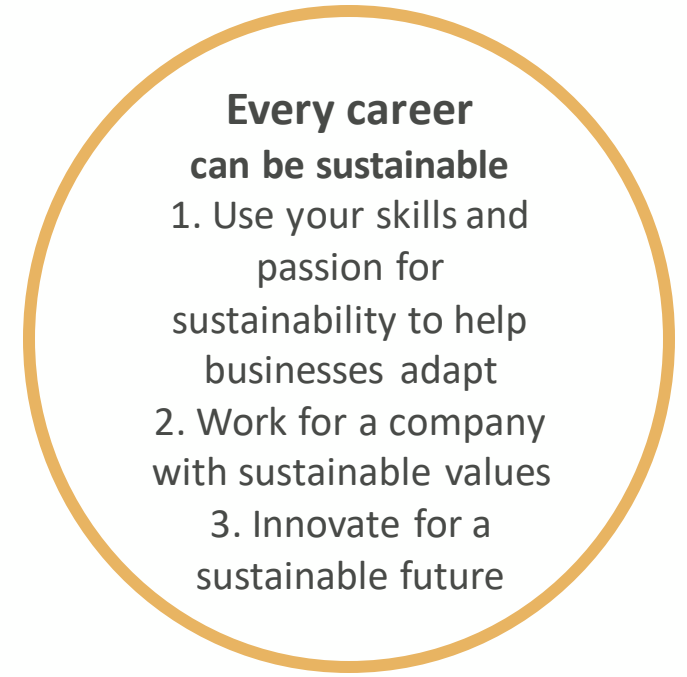 Every career
can be sustainable
1. Use your skills and
passion for
sustainability to help
businesses adapt
2. Work for a company
with sustainable values
3. Innovate for a
sustainable future